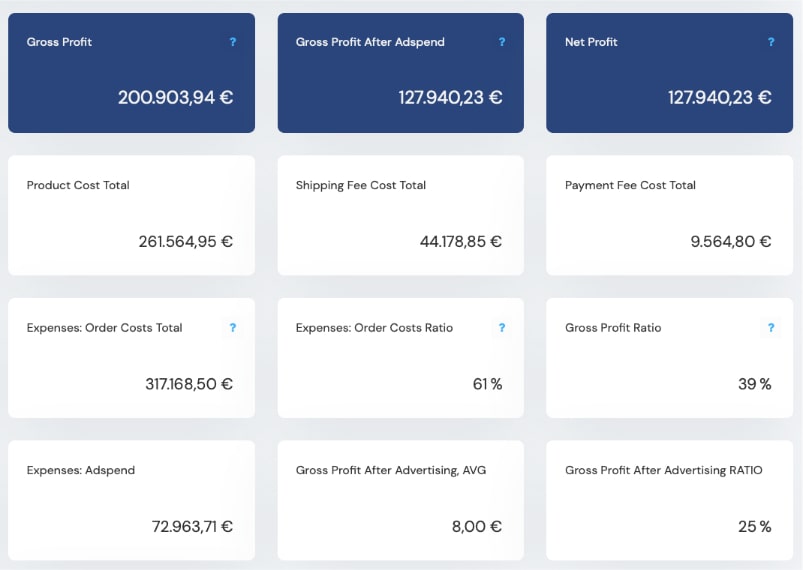 Gross Profit ?
200.903,94 €
Gross Profit After Adspend ?
127.940,23 €
Net Profit ?
127.940,23 €
Product Cost Total
261.564,95 €
Shipping Fee Cost Total
44.178,85 €
Payment Fee Cost Total
9.564,80 €
Expenses: Order Costs Total ?
317.168,50 €
Expenses: Order Costs Ratio ?
61 %
Gross Profit Ratio ?
39 %
Expenses: Adspend
72.963,71 €
Gross Profit After Advertising, AVG
8,00 €
Gross Profit After Advertising RATIO
25 %